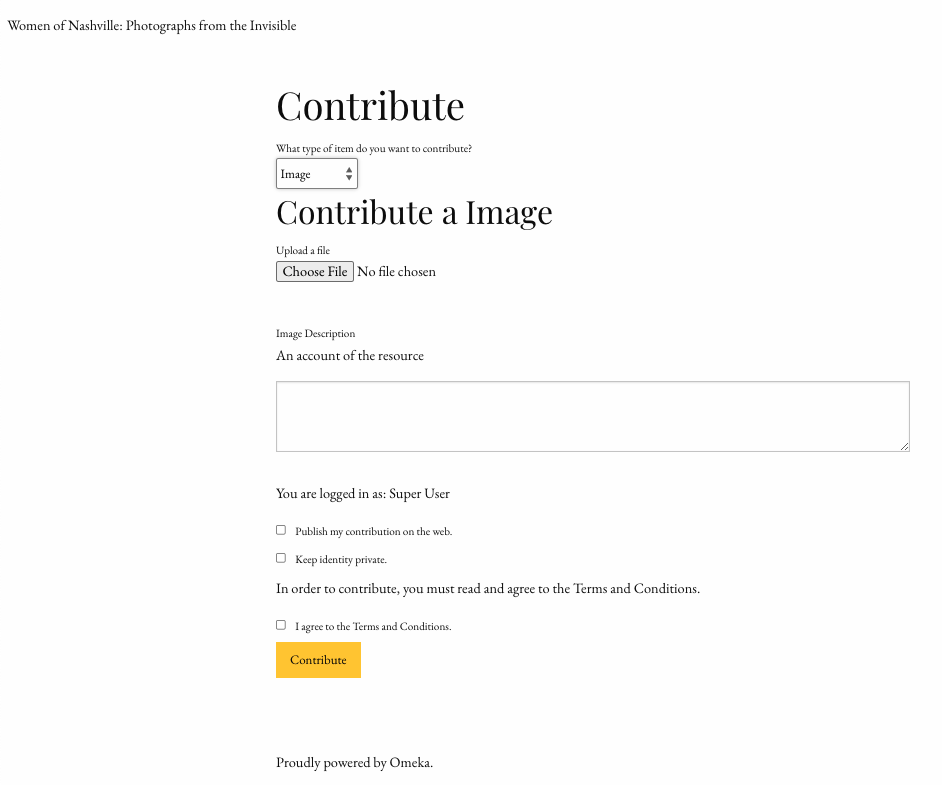 Women of Nashville: Photographs from the Invisible
Contribute
What type of item do you want to contribute?
Image
Contribute a Image
Upload a file
Choose File No file chosen
Image Description
An account of the resource
You are logged in as: Super User
Publish my contribution on the web.
Keep identity private.
In order to contribute, you must read and agree to the Terms and Conditions.
I agree to the Terms and Conditions.
Contribute
Proudly powered by Omeka.